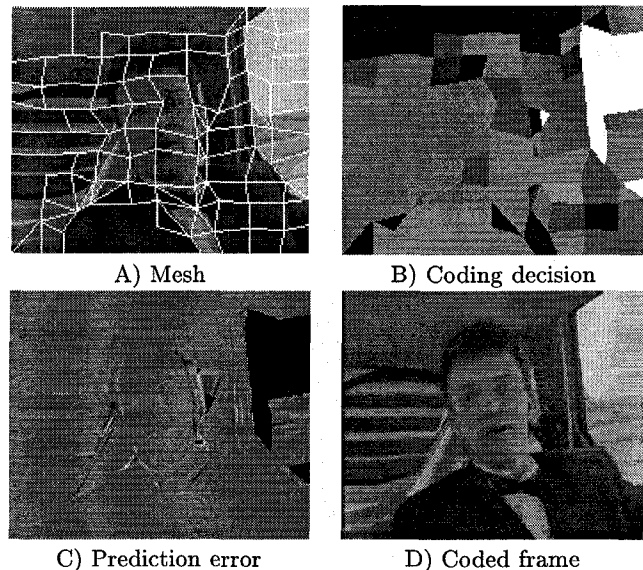 A) Mesh
B) Coding decision
C) Prediction error
D) Coded frame